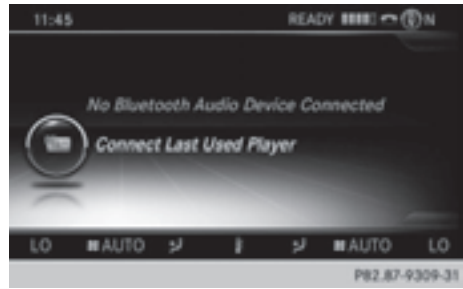 11:45 READY N
No Bluetooth Audio Device Connected
Connect Last Used Player
LO AUTO AUTO LO
P82.87-9309-31